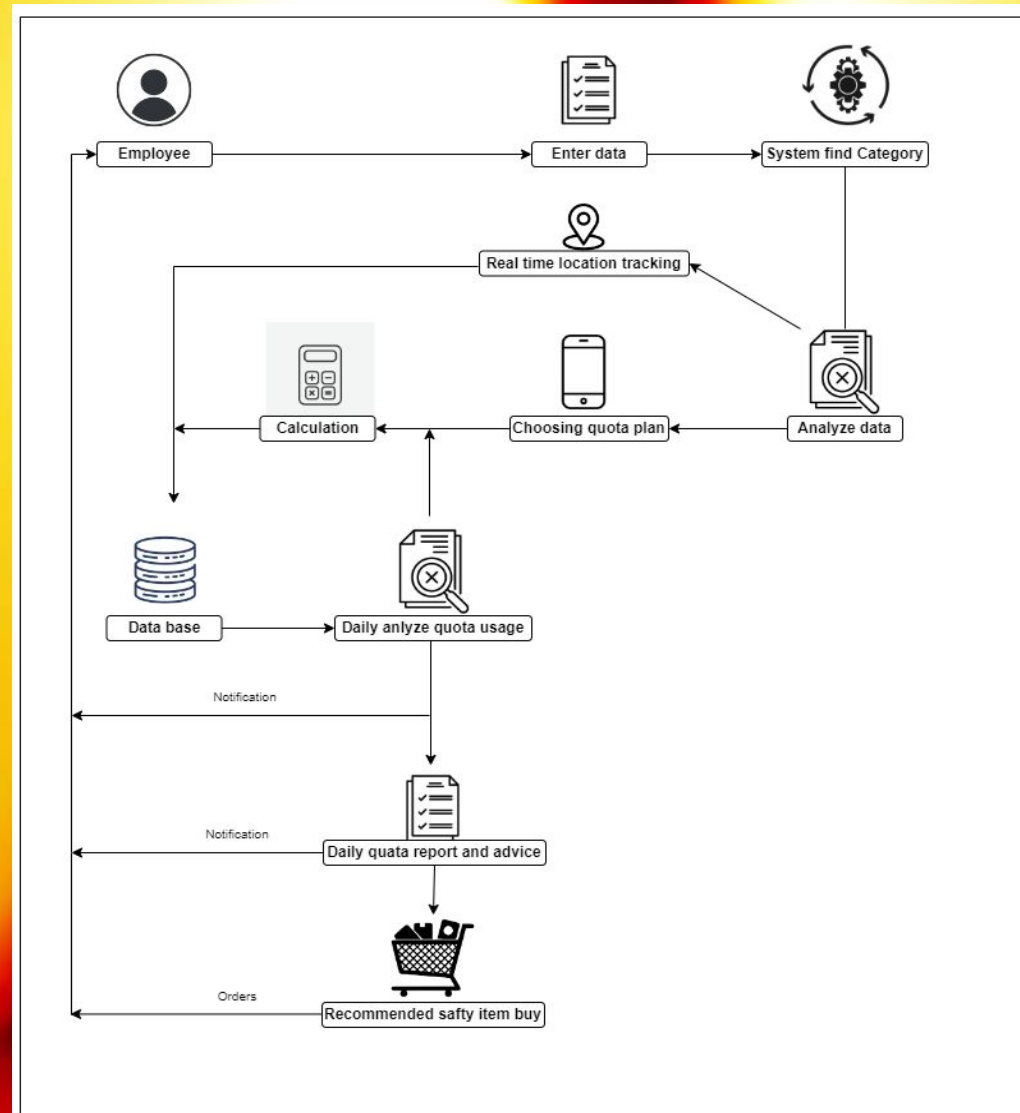 Employee
Enter data
System find Category
Real time location tracking
Calculation
Choosing quota plan
Analyze data
Data base
Daily anlyze quota usage
Notification
Notification
Daily quata report and advice
Orders
Recommended safty item buy